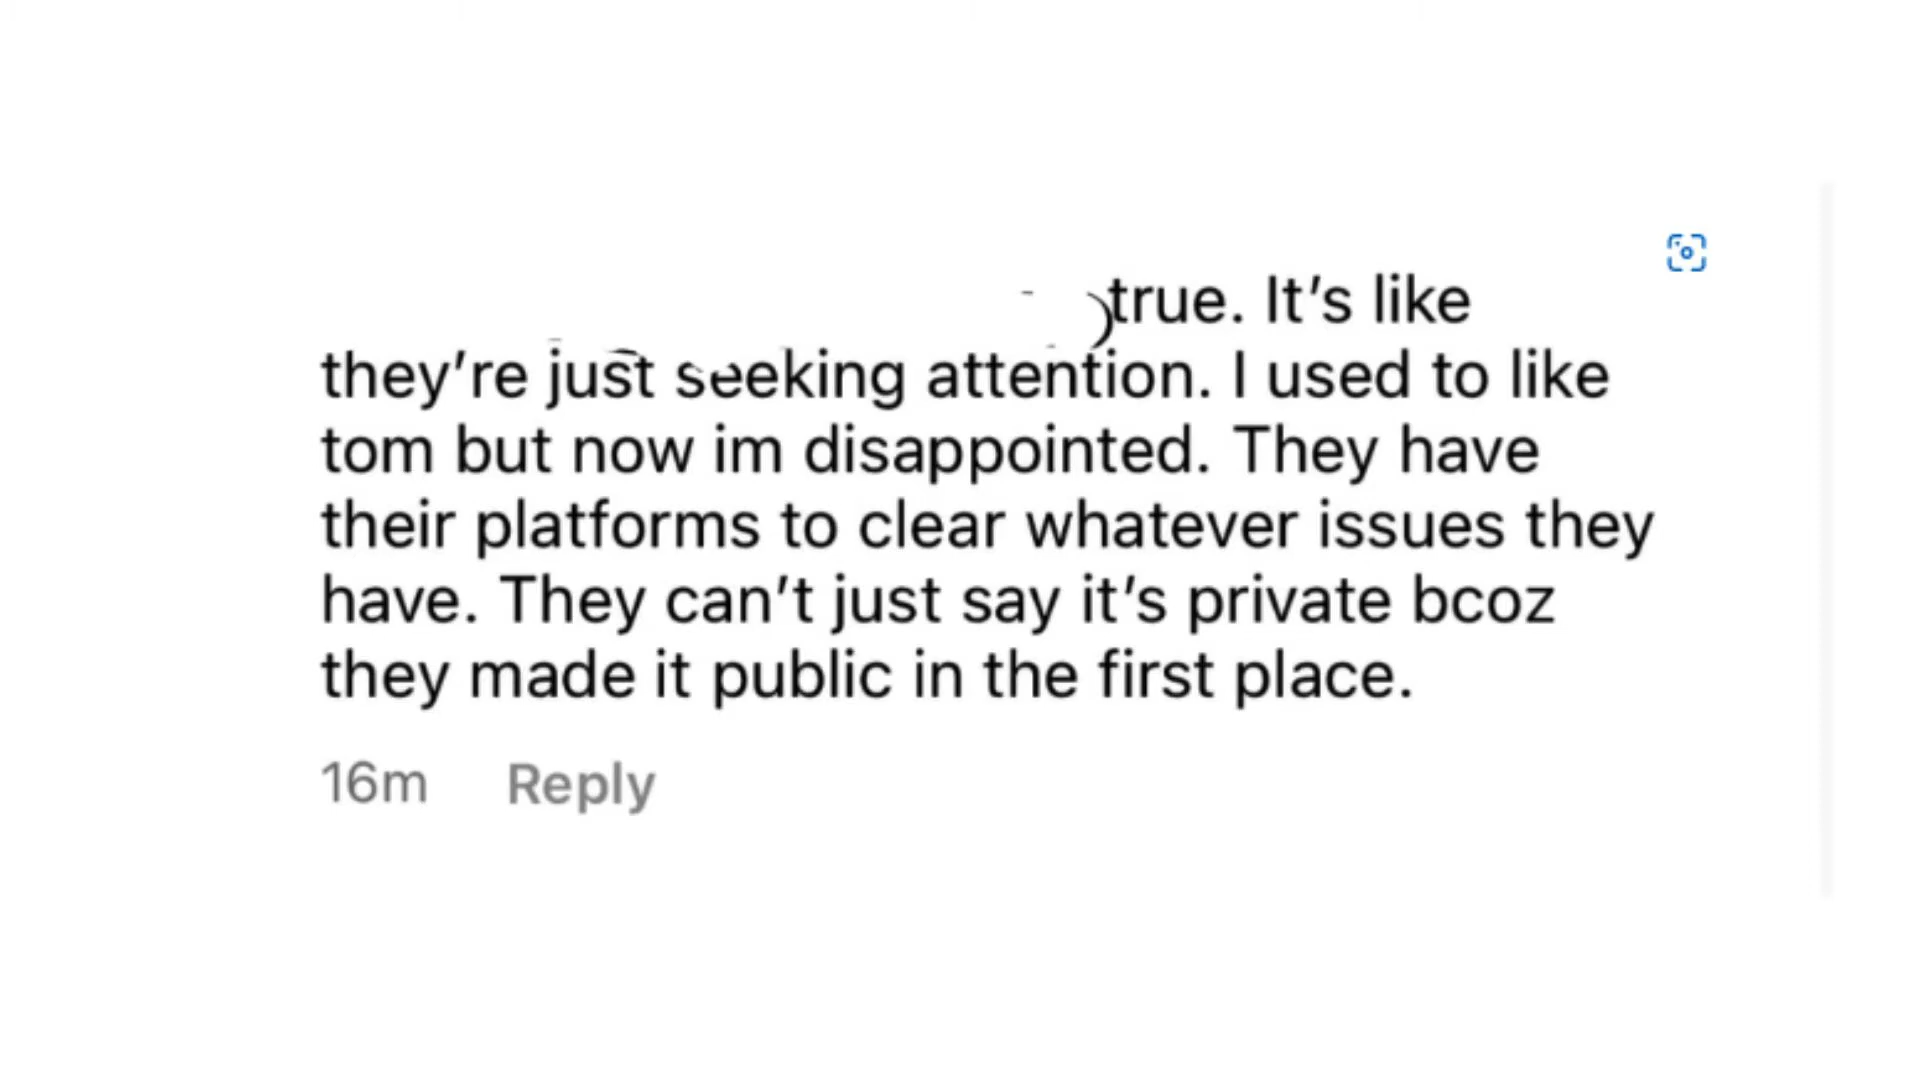 true. It’s like
they’re just seeking attention. I used to like
tom but now im disappointed. They have
their platforms to clear whatever issues they
have. They can’t just say it’s private bcoz
they made it public in the first place.
16m Reply